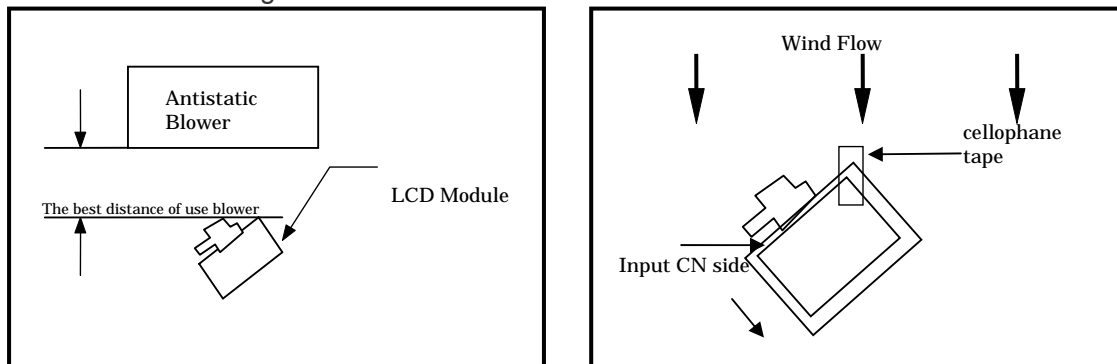 Antistatic
Blower
LCD Module
The best distance of use blower
Wind Flow
cellophane
tape
Input CN side